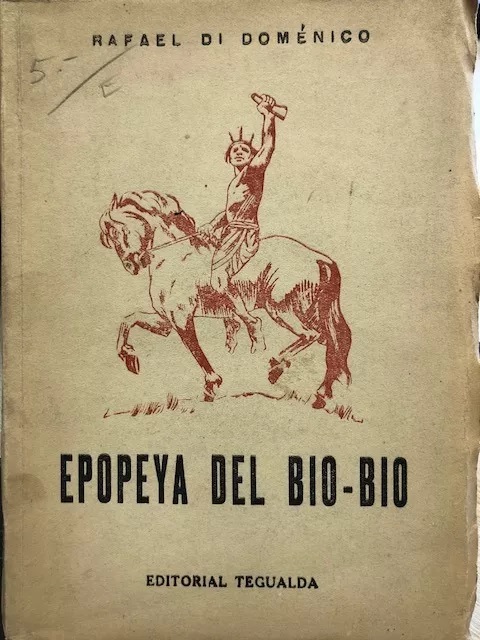 RAFAEL DI DOMÉNICO
5.-/E
EPOPEYA DEL BIO-BIO
EDITORIAL TEGUALDA